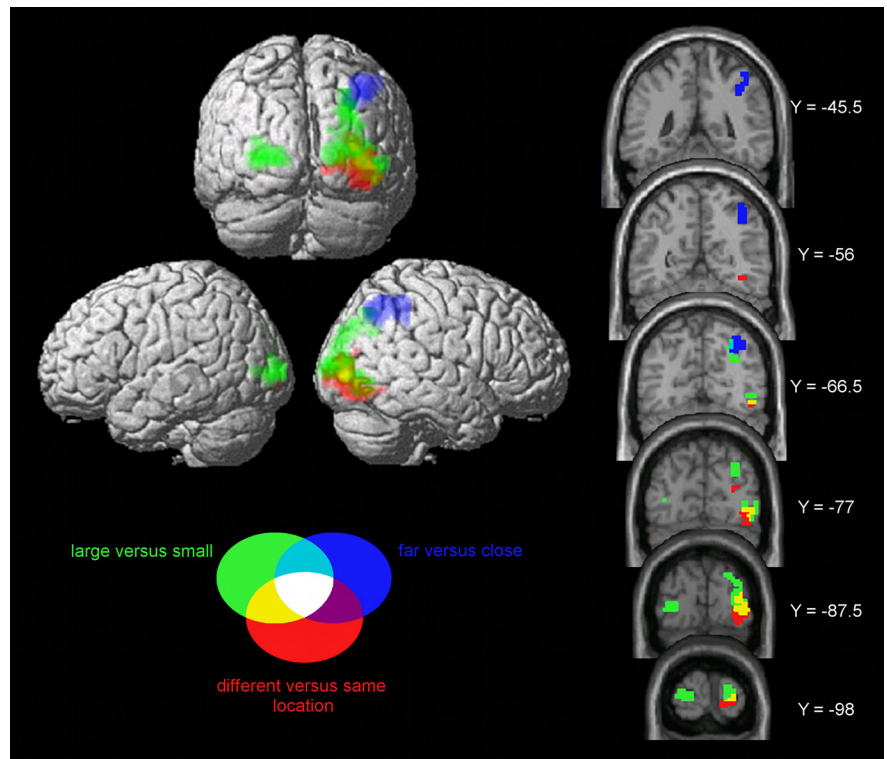 Y = -45.5
Y = -56
Y = -66.5
Y = -77
Y = -87.5
Y = -98
large versus small
far versus close
different versus same
location